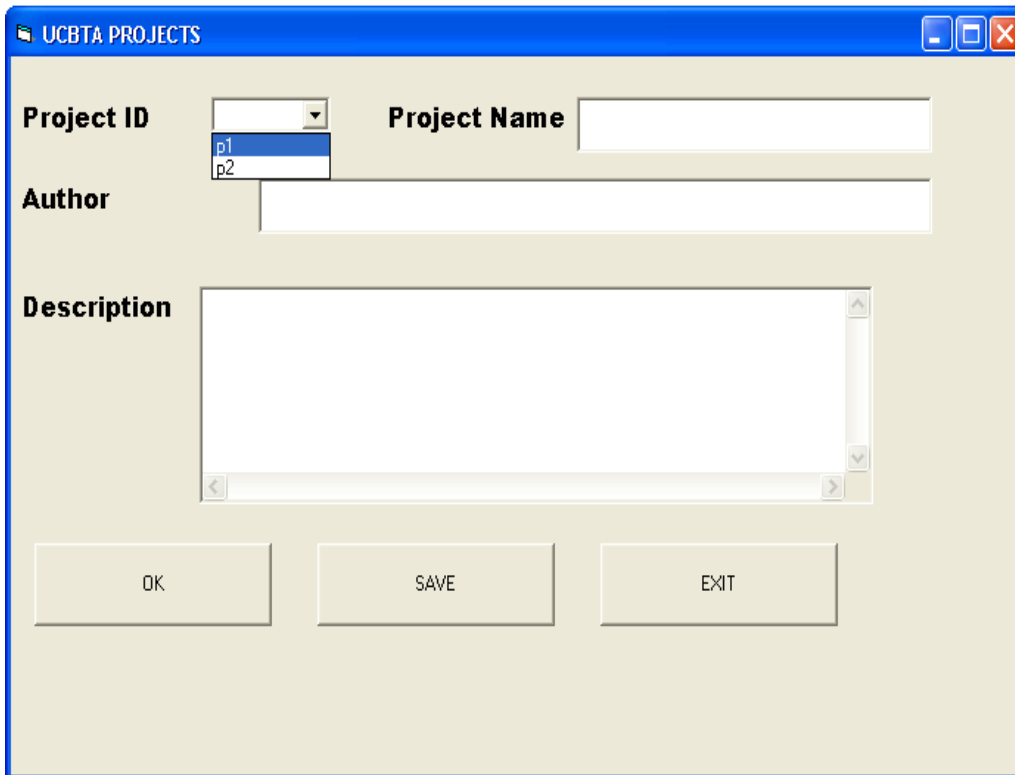 UCBTA PROJECTS
Project ID
Project Name
p1
p2
Author
Description
OK
SAVE
EXIT